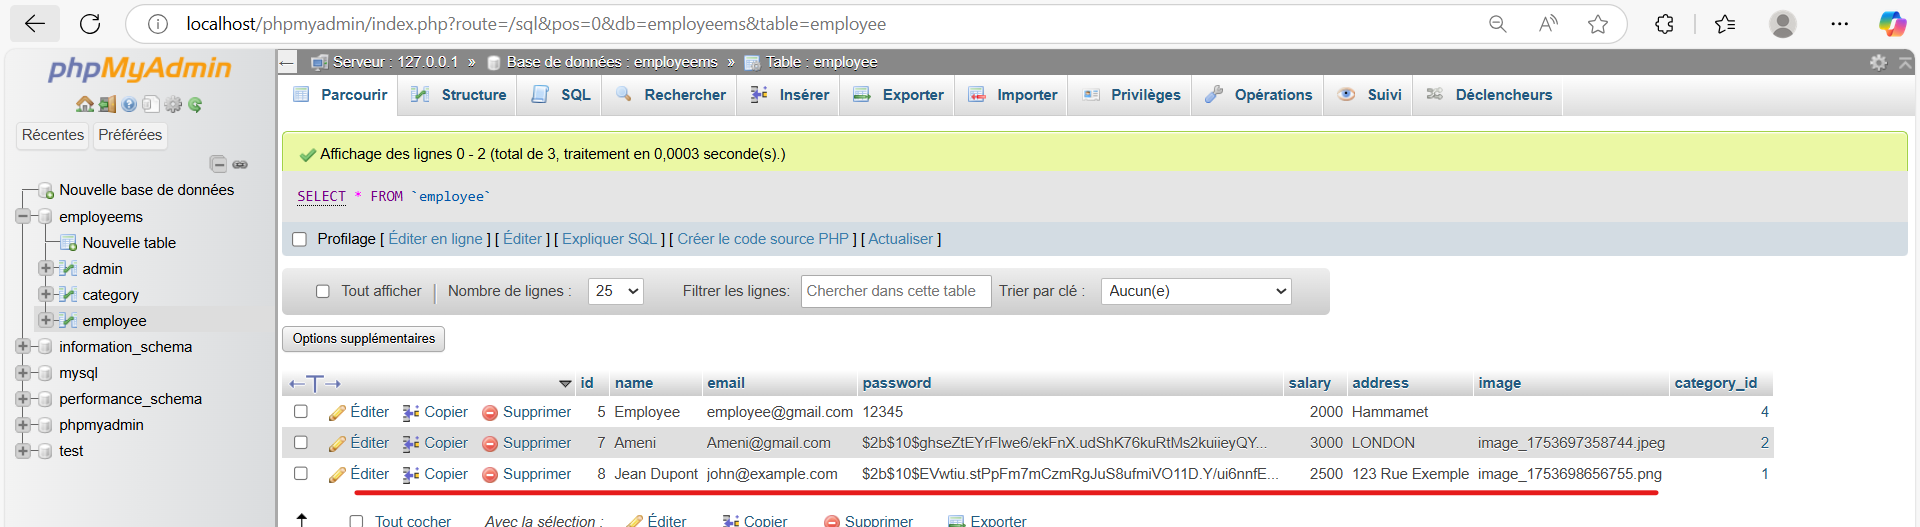 localhost/phpmyadmin/index.php?route=/sql&pos=0&db=employeems&table=employee
phpMyAdmin
Récentes Préférées
Nouvelle base de données
employeems
Nouvelle table
admin
category
employee
information_schema
mysql
performance_schema
phpmyadmin
test
Serveur : 127.0.0.1 » Base de données : employeems » Table : employee
Parcourir Structure SQL Rechercher Insérer Exporter Importer Privilèges Opérations Suivi Déclencheurs
Affichage des lignes 0 - 2 (total de 3, traitement en 0,0003 seconde(s).)
SELECT * FROM `employee`
Profilage [ Éditer en ligne ] [ Éditer ] [ Expliquer SQL ] [ Créer le code source PHP ] [ Actualiser ]
Tout afficher | Nombre de lignes : 25 Filtrer les lignes: Chercher dans cette table Trier par clé : Aucun(e)
Options supplémentaires
←T→ id name email password salary address image category_id
Éditer Copier Supprimer 5 Employee employee@gmail.com 12345 2000 Hammamet 4
Éditer Copier Supprimer 7 Ameni Ameni@gmail.com $2b$10$ghseZtEYrFlwe6/ekFnX.udShK76kuRtMs2kuiieyQY... 3000 LONDON image_1753697358744.jpeg 2
Éditer Copier Supprimer 8 Jean Dupont john@example.com $2b$10$EVwtiu.stPpFm7mCzmRgJuS8ufmiVO11D.Y/ui6nnfE... 2500 123 Rue Exemple image_1753698656755.png 1
Tout cocher Avec la sélection : Éditer Copier Supprimer Exporter